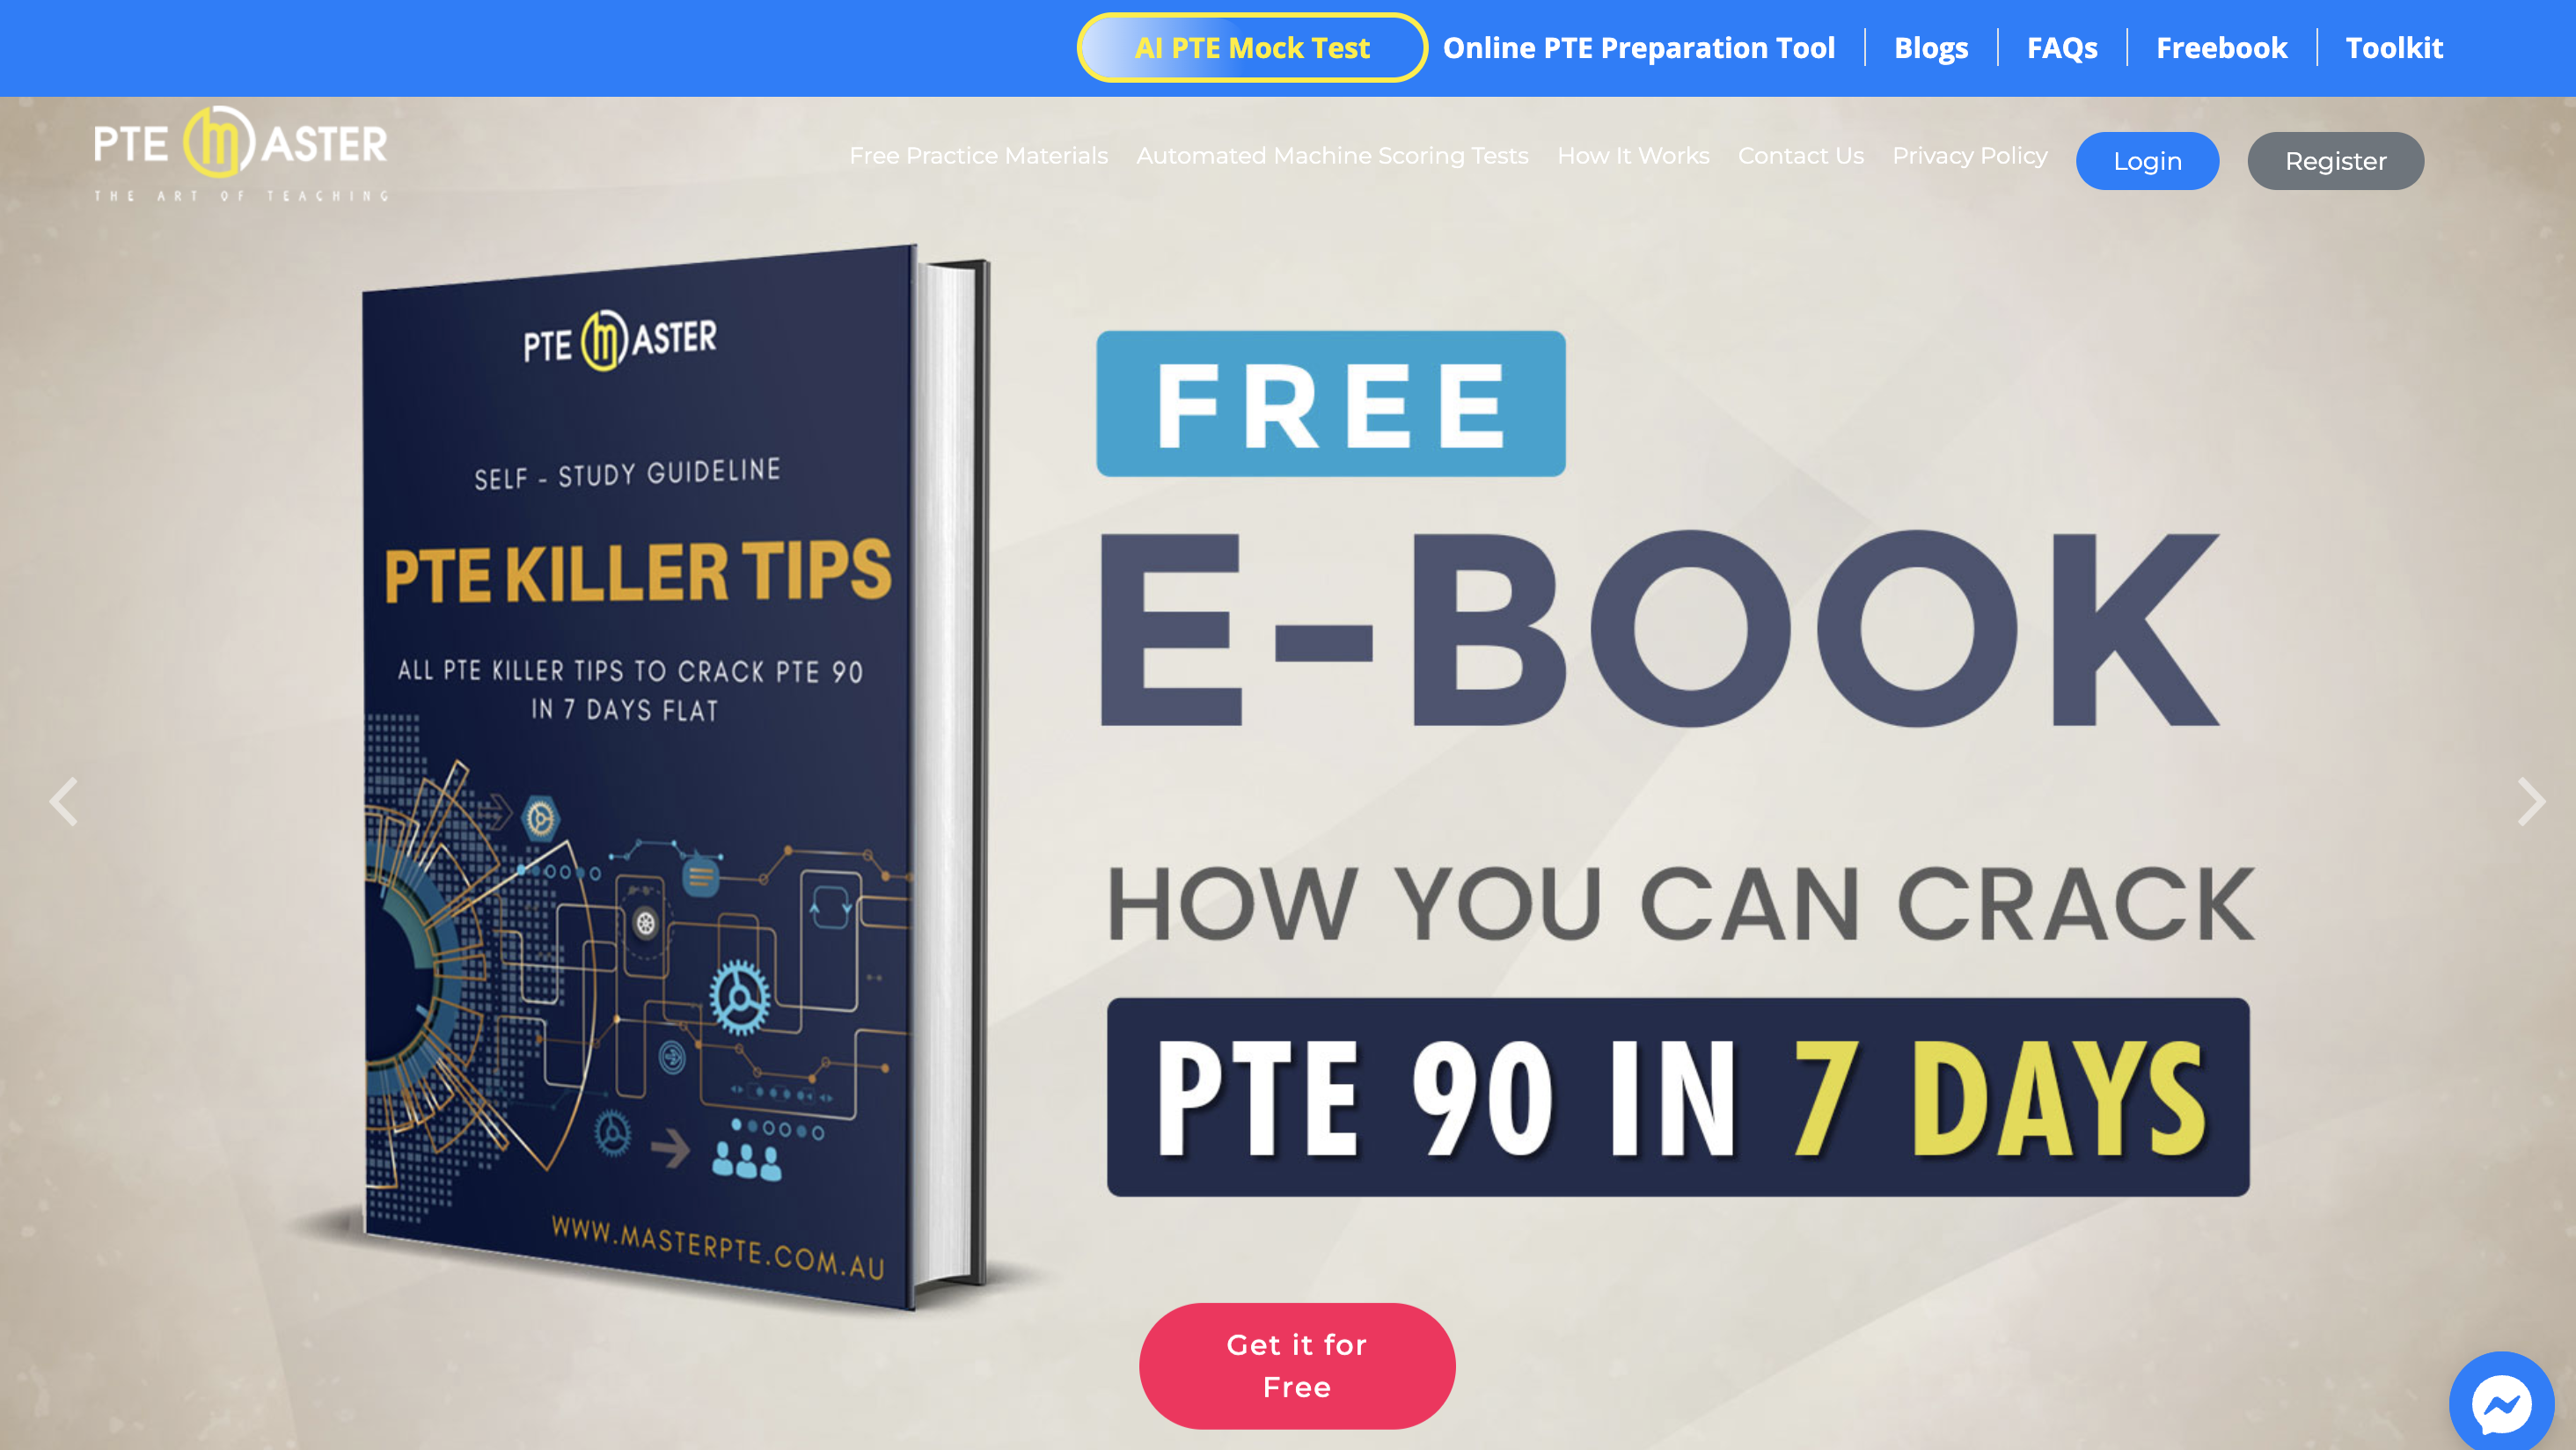 AI PTE Mock Test
Online PTE Preparation Tool
Blogs
FAQs
Freebook
Toolkit
PTE MASTER
THE ART OF TEACHING
Free Practice Materials
Automated Machine Scoring Tests
How It Works
Contact Us
Privacy Policy
Login
Register
PTE MASTER
SELF - STUDY GUIDELINE
PTE KILLER TIPS
ALL PTE KILLER TIPS TO CRACK PTE 90
IN 7 DAYS FLAT
WWW.MASTERPTE.COM.AU
FREE
E-BOOK
HOW YOU CAN CRACK
PTE 90 IN 7 DAYS
Get it for
Free